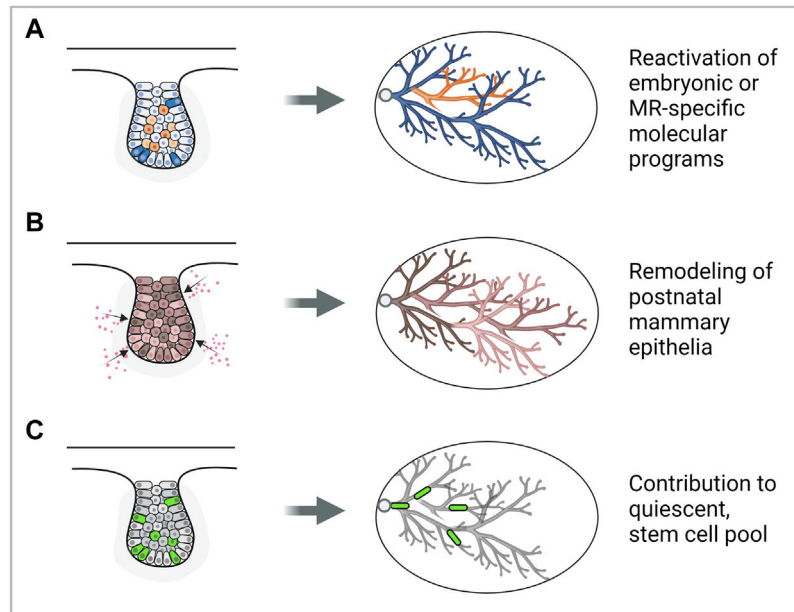 A
Reactivation of
embryonic or
MR-specific
molecular
programs
B
Remodeling of
postnatal
mammary
epithelia
C
Contribution to
quiescent,
stem cell pool